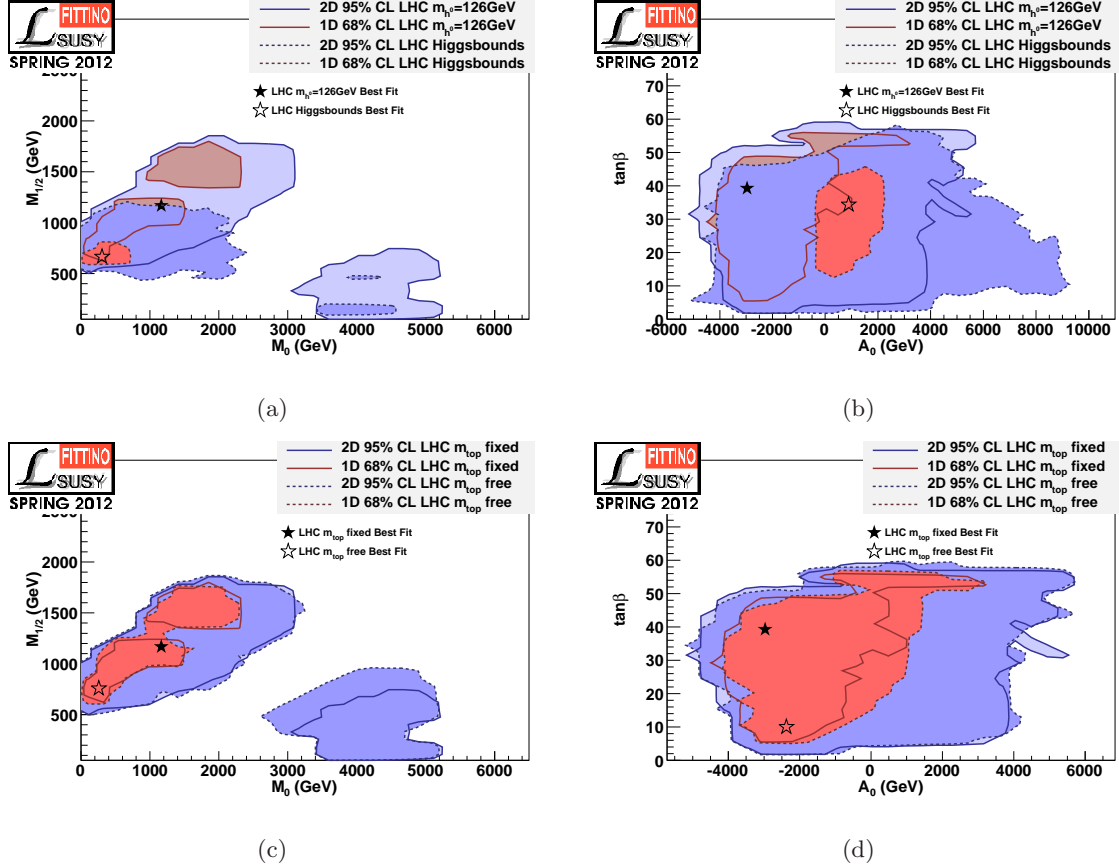 FITTINO
SUSY
SPRING 2012
2D 95% CL LHC m_h⁰=126GeV
1D 68% CL LHC m_h⁰=126GeV
2D 95% CL LHC Higgsbounds
1D 68% CL LHC Higgsbounds
LHC m_h⁰=126GeV Best Fit
LHC Higgsbounds Best Fit
M_1/2 (GeV)
2000
1500
1000
500
0 1000 2000 3000 4000 5000 6000
M_0 (GeV)
(a)
FITTINO
SUSY
SPRING 2012
2D 95% CL LHC m_h⁰=126GeV
1D 68% CL LHC m_h⁰=126GeV
2D 95% CL LHC Higgsbounds
1D 68% CL LHC Higgsbounds
LHC m_h⁰=126GeV Best Fit
LHC Higgsbounds Best Fit
tanβ
70
60
50
40
30
20
10
0
-6000 -4000 -2000 0 2000 4000 6000 8000 10000
A_0 (GeV)
(b)
FITTINO
SUSY
SPRING 2012
2D 95% CL LHC m_top fixed
1D 68% CL LHC m_top fixed
2D 95% CL LHC m_top free
1D 68% CL LHC m_top free
LHC m_top fixed Best Fit
LHC m_top free Best Fit
M_1/2 (GeV)
2000
1500
1000
500
0 1000 2000 3000 4000 5000 6000
M_0 (GeV)
(c)
FITTINO
SUSY
SPRING 2012
2D 95% CL LHC m_top fixed
1D 68% CL LHC m_top fixed
2D 95% CL LHC m_top free
1D 68% CL LHC m_top free
LHC m_top fixed Best Fit
LHC m_top free Best Fit
tanβ
70
60
50
40
30
20
10
0
-4000 -2000 0 2000 4000 6000
A_0 (GeV)
(d)